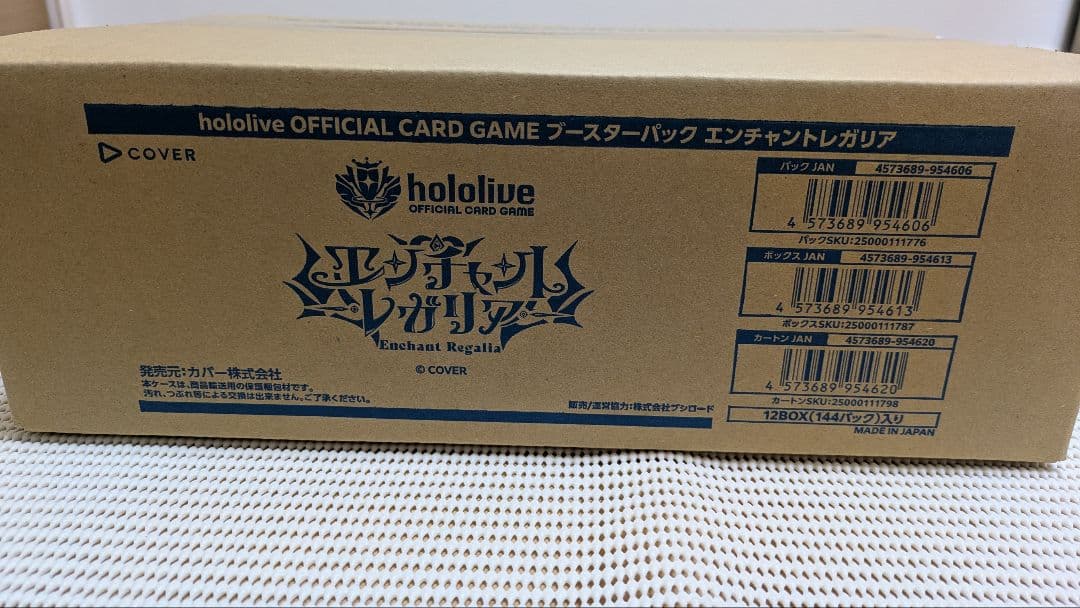 hololive OFFICIAL CARD GAME ブースターパック エンチャントレガリア
COVER
hololive
OFFICIAL CARD GAME
エンチャント
レガリア
Enchant Regalia
© COVER
発売元:カバー株式会社
本ケースは、商品輸送用の保護梱包材です。
汚れ、つぶれ等による交換は出来ません。ご了承ください。
販売/運営協力:株式会社ブシロード
パック JAN 4573689-954606
4 573689 954606
パックSKU:25000111776
ボックス JAN 4573689-954613
4 573689 954613
ボックスSKU:25000111787
カートン JAN 4573689-954620
4 573689 954620
カートンSKU:25000111798
12BOX(144パック)入り
MADE IN JAPAN